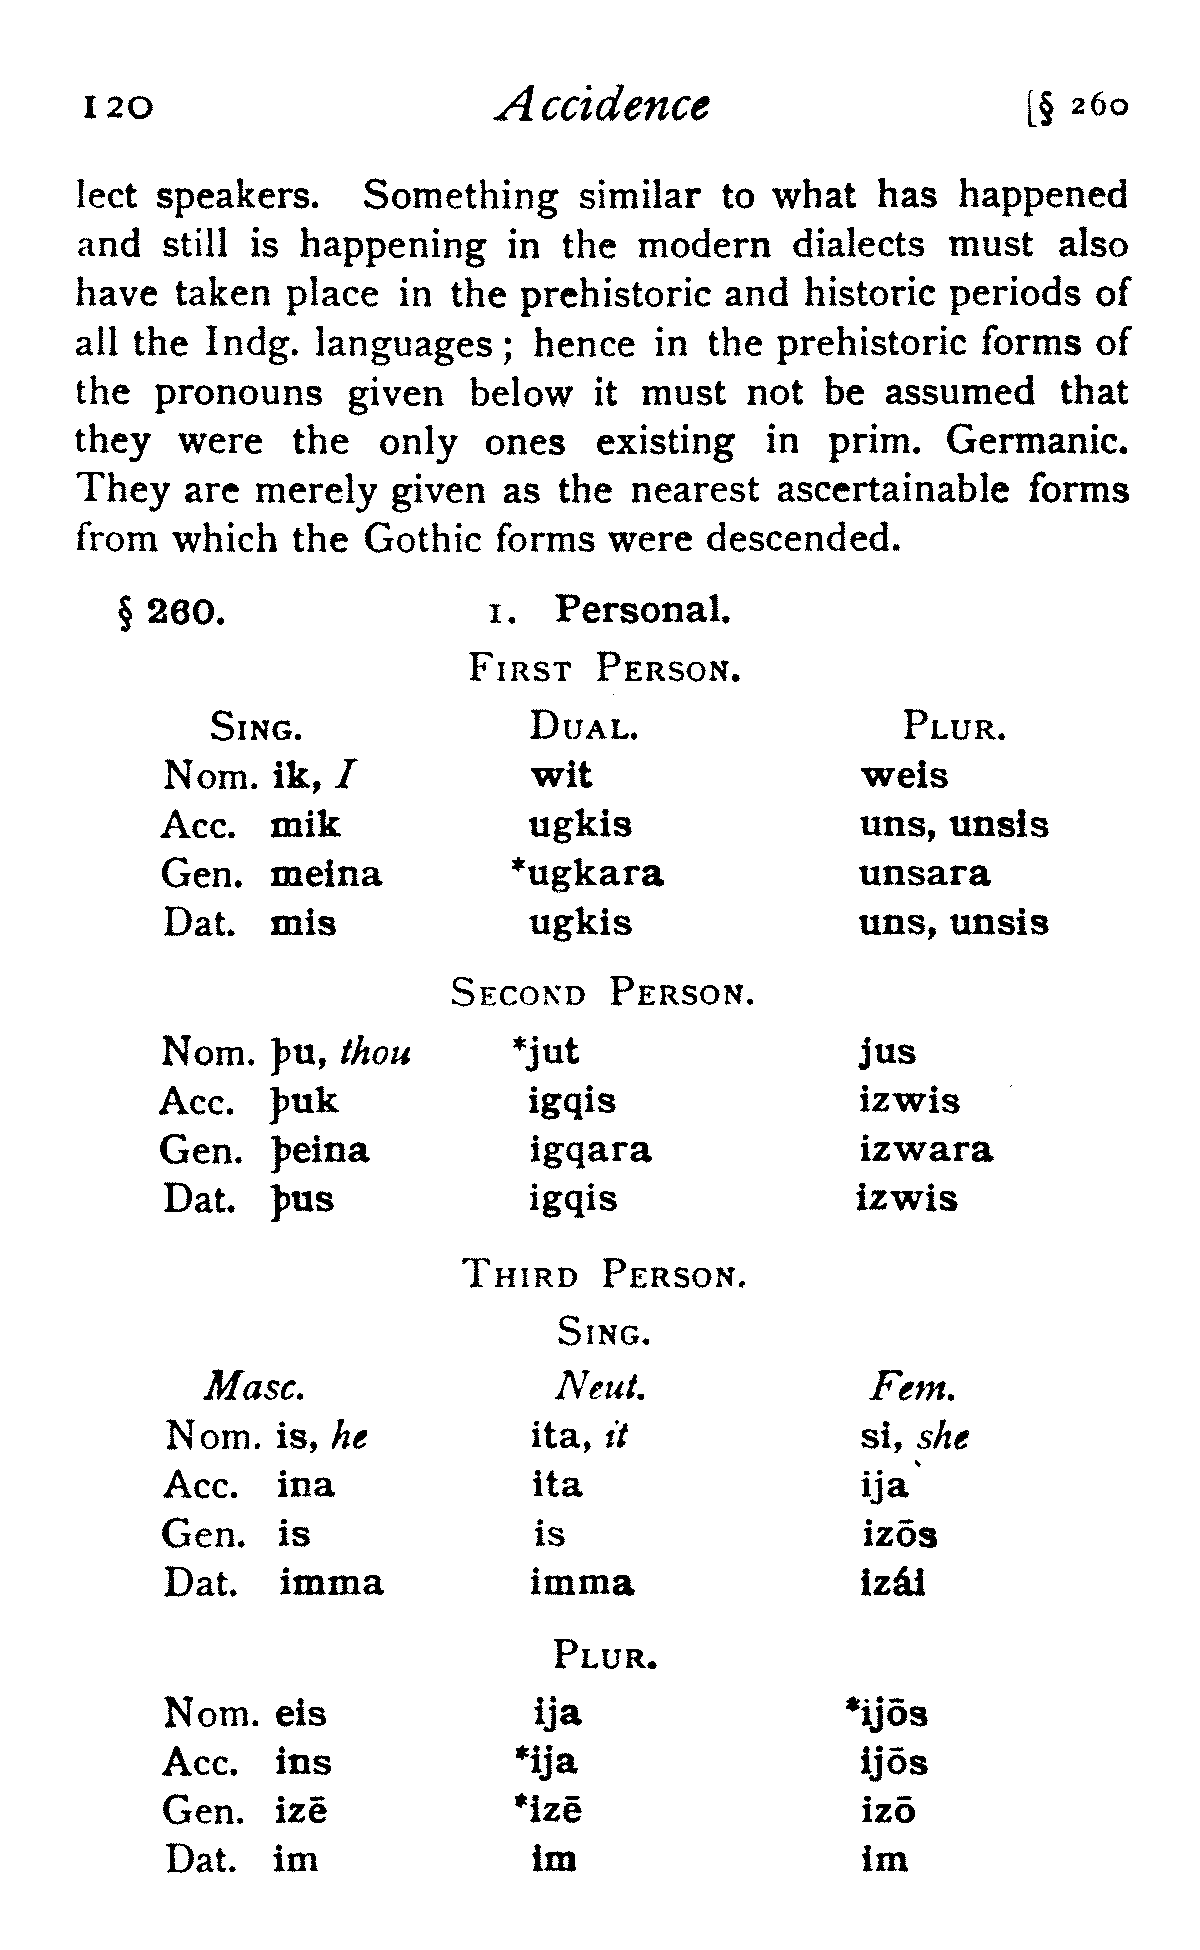 120 Accidence [§ 260
lect speakers. Something similar to what has happened
and still is happening in the modern dialects must also
have taken place in the prehistoric and historic periods of
all the Indg. languages; hence in the prehistoric forms of
the pronouns given below it must not be assumed that
they were the only ones existing in prim. Germanic.
They are merely given as the nearest ascertainable forms
from which the Gothic forms were descended.
§ 260. 1. Personal.
First Person.
Sing. Dual. Plur.
Nom. ik, I wit weis
Acc. mik ugkis uns, unsis
Gen. meina *ugkara unsara
Dat. mis ugkis uns, unsis
Second Person.
Nom. þu, thou *jut jus
Acc. þuk igqis izwis
Gen. þeina igqara izwara
Dat. þus igqis izwis
Third Person.
Sing.
Masc. Neut. Fem.
Nom. is, he ita, it si, she
Acc. ina ita ija
Gen. is is izōs
Dat. imma imma izái
Plur.
Nom. eis ija *ijōs
Acc. ins *ija ijōs
Gen. izē *izē izō
Dat. im im im